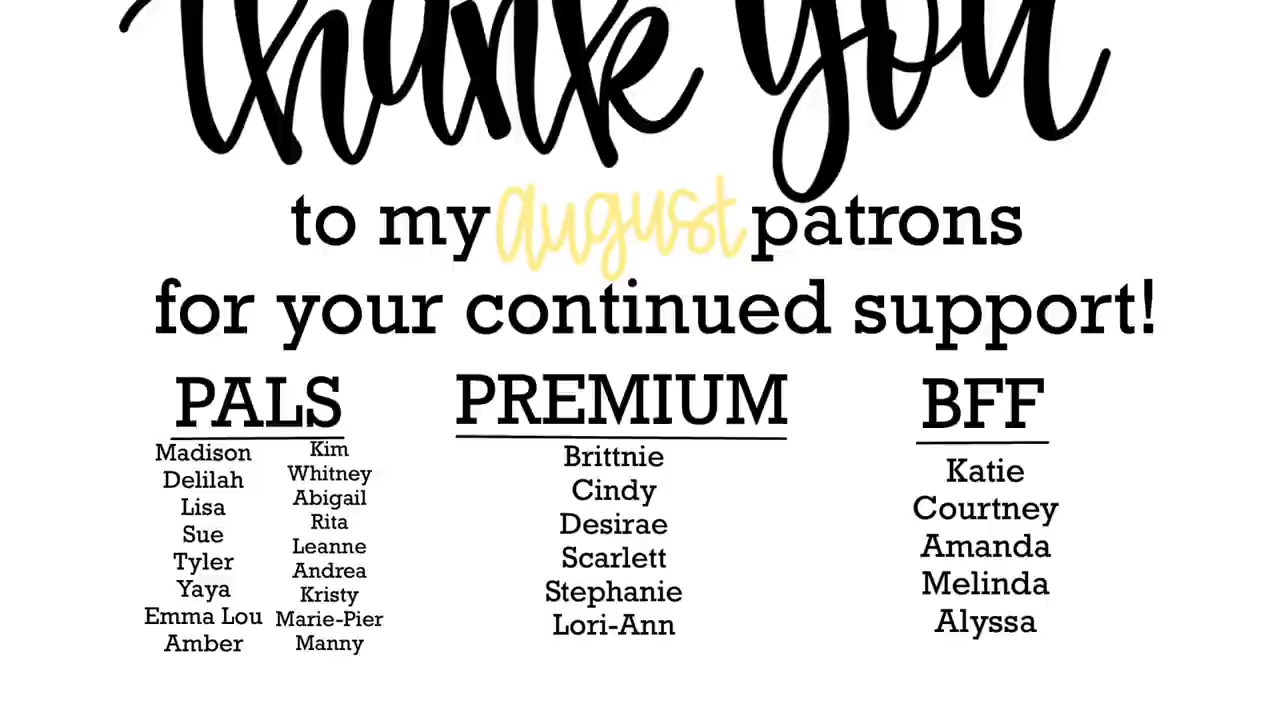 thank you
to my august patrons
for your continued support!
PALS
Madison
Delilah
Lisa
Sue
Tyler
Yaya
Emma Lou
Amber
Kim
Whitney
Abigail
Rita
Leanne
Andrea
Kristy
Marie-Pier
Manny
PREMIUM
Brittnie
Cindy
Desirae
Scarlett
Stephanie
Lori-Ann
BFF
Katie
Courtney
Amanda
Melinda
Alyssa